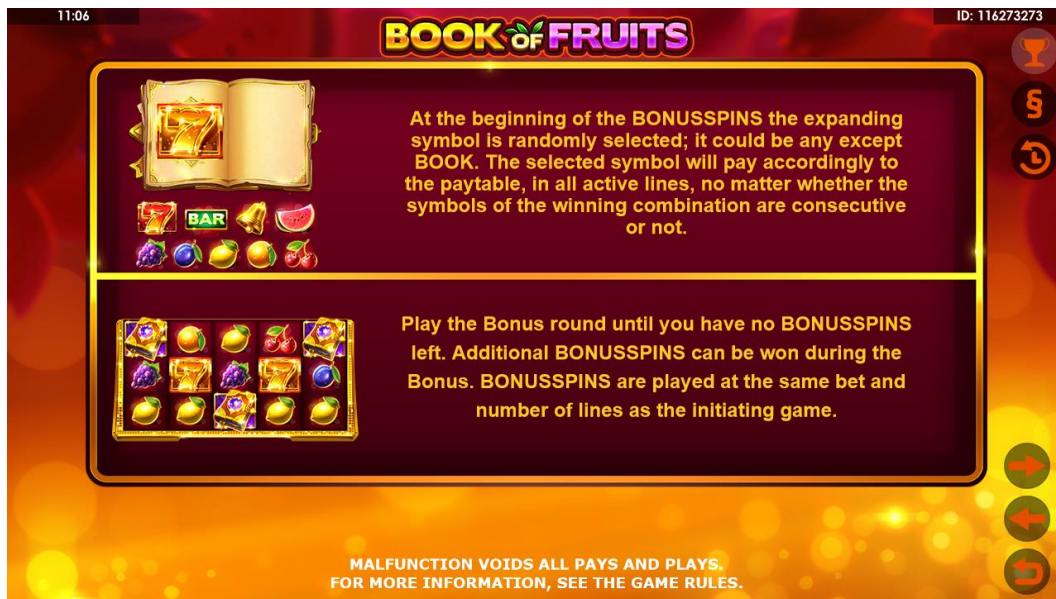 11:06
ID: 116273273
BOOK OF FRUITS
§
7
At the beginning of the BONUSSPINS the expanding
symbol is randomly selected; it could be any except
BOOK. The selected symbol will pay accordingly to
the paytable, in all active lines, no matter whether the
symbols of the winning combination are consecutive
or not.
7 BAR
Play the Bonus round until you have no BONUSSPINS
left. Additional BONUSSPINS can be won during the
Bonus. BONUSSPINS are played at the same bet and
number of lines as the initiating game.
7 7
MALFUNCTION VOIDS ALL PAYS AND PLAYS.
FOR MORE INFORMATION, SEE THE GAME RULES.